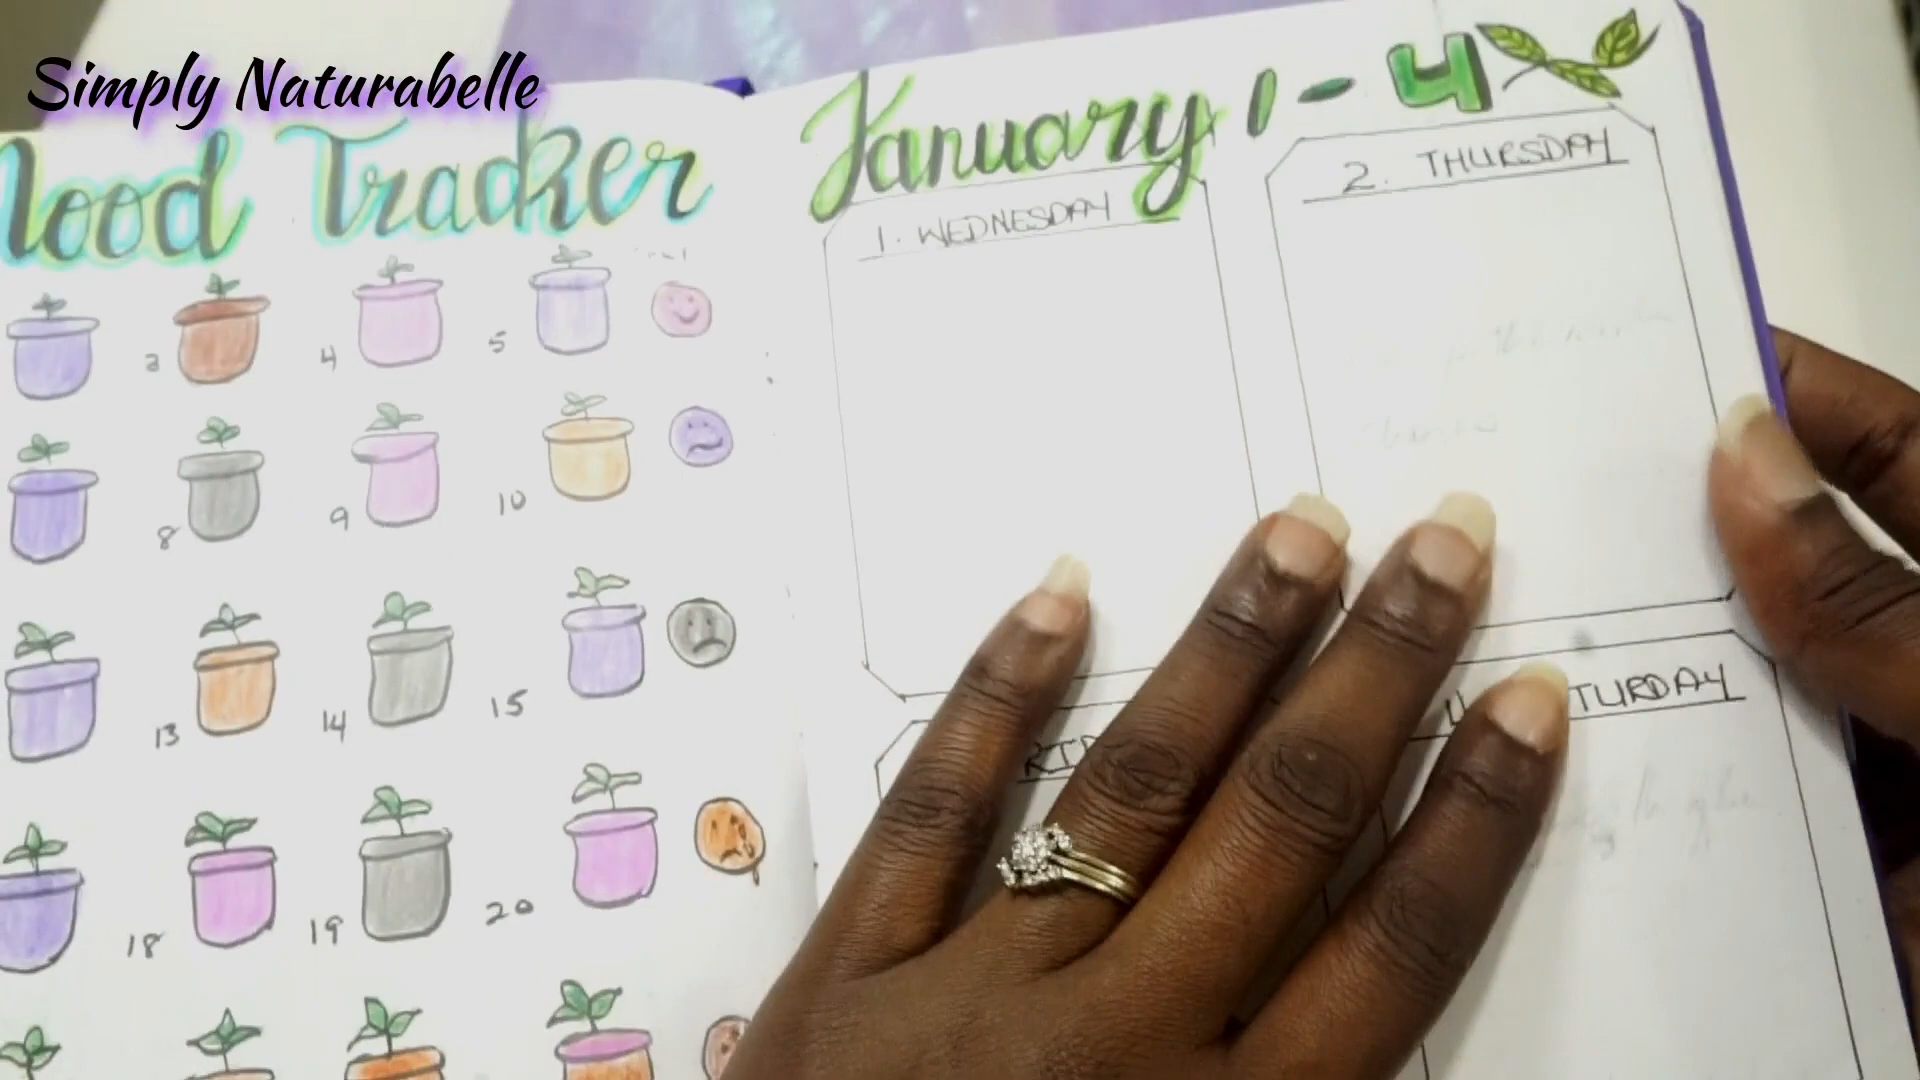 Simply Naturabelle
Mood Tracker
3 4 5
8 9 10
13 14 15
18 19 20
January 1-4
1. WEDNESDAY
2. THURSDAY